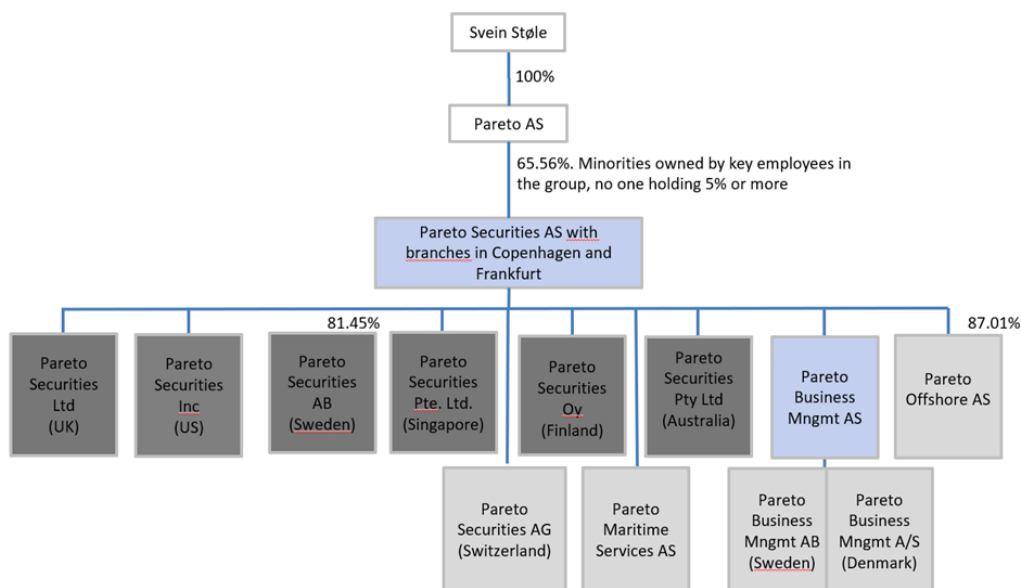 Svein Støle
100%
Pareto AS
65.56%. Minorities owned by key employees in
the group, no one holding 5% or more
Pareto Securities AS with
branches in Copenhagen and
Frankfurt
81.45%
87.01%
Pareto
Securities
Ltd
(UK)
Pareto
Securities
Inc
(US)
Pareto
Securities
AB
(Sweden)
Pareto
Securities
Pte. Ltd.
(Singapore)
Pareto
Securities
Oy
(Finland)
Pareto
Securities
Pty Ltd
(Australia)
Pareto
Business
Mngmt AS
Pareto
Offshore AS
Pareto
Securities AG
(Switzerland)
Pareto
Maritime
Services AS
Pareto
Business
Mngmt AB
(Sweden)
Pareto
Business
Mngmt A/S
(Denmark)